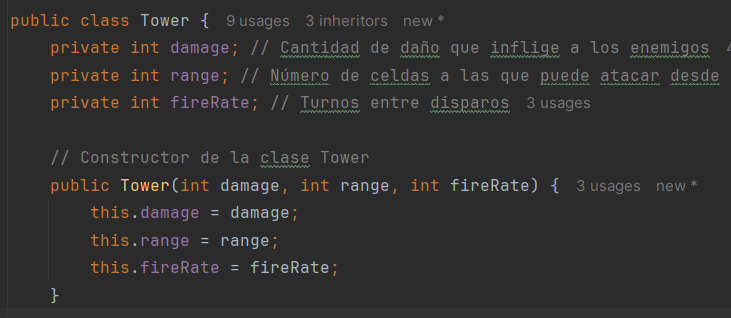 public class Tower { 9 usages 3 inheritors new *
private int damage; // Cantidad de daño que inflige a los enemigos 4
private int range; // Número de celdas a las que puede atacar desde
private int fireRate; // Turnos entre disparos 3 usages
// Constructor de la clase Tower
public Tower(int damage, int range, int fireRate) { 3 usages new *
this.damage = damage;
this.range = range;
this.fireRate = fireRate;
}